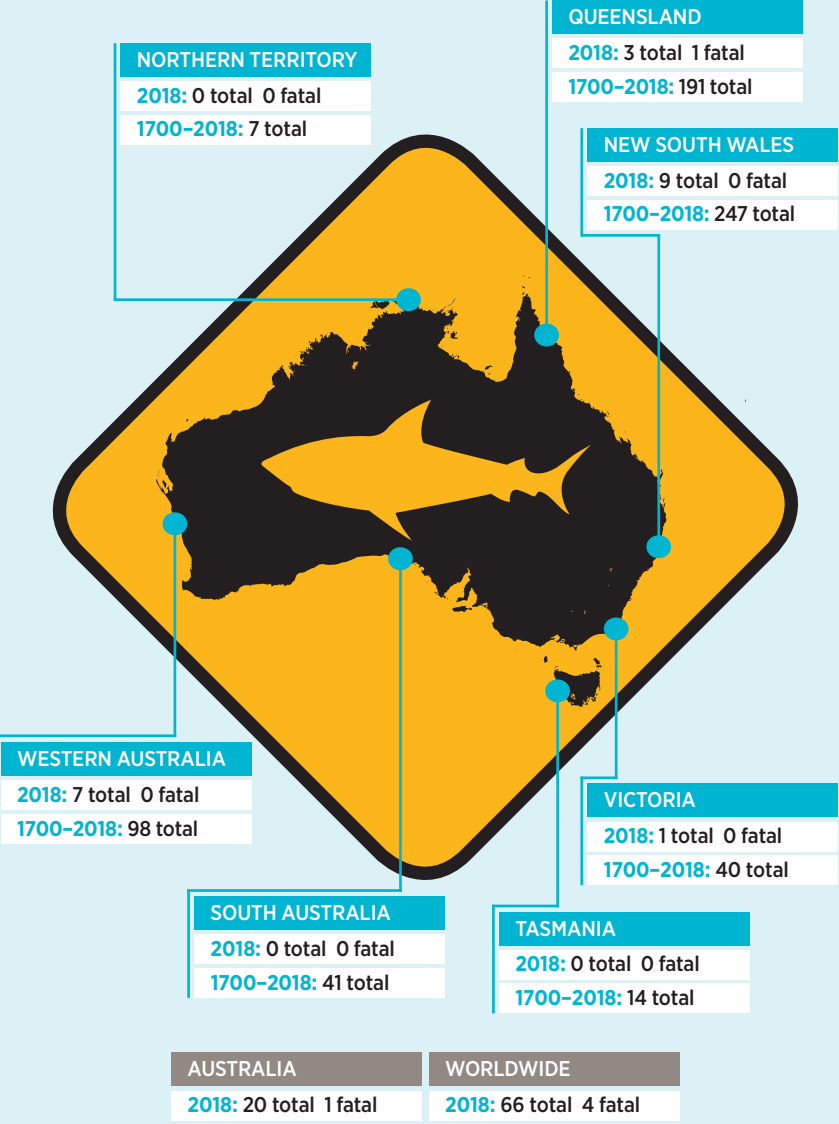 QUEENSLAND
2018: 3 total 1 fatal
1700–2018: 191 total
NORTHERN TERRITORY
2018: 0 total 0 fatal
1700–2018: 7 total
NEW SOUTH WALES
2018: 9 total 0 fatal
1700–2018: 247 total
WESTERN AUSTRALIA
2018: 7 total 0 fatal
1700–2018: 98 total
VICTORIA
2018: 1 total 0 fatal
1700–2018: 40 total
SOUTH AUSTRALIA
2018: 0 total 0 fatal
1700–2018: 41 total
TASMANIA
2018: 0 total 0 fatal
1700–2018: 14 total
AUSTRALIA
2018: 20 total 1 fatal
WORLDWIDE
2018: 66 total 4 fatal